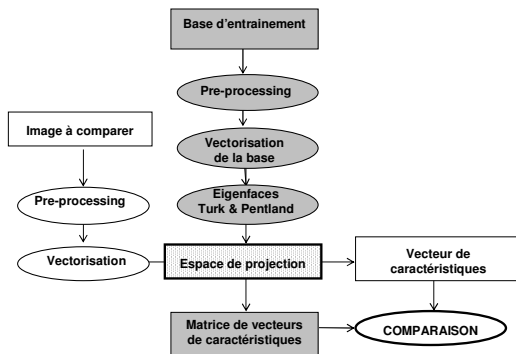 Base d'entrainement
Pre-processing
Image à comparer
Vectorisation
de la base
Pre-processing
Eigenfaces
Turk & Pentland
Vectorisation
Espace de projection
Vecteur de
caractéristiques
Matrice de vecteurs
de caractéristiques
COMPARAISON